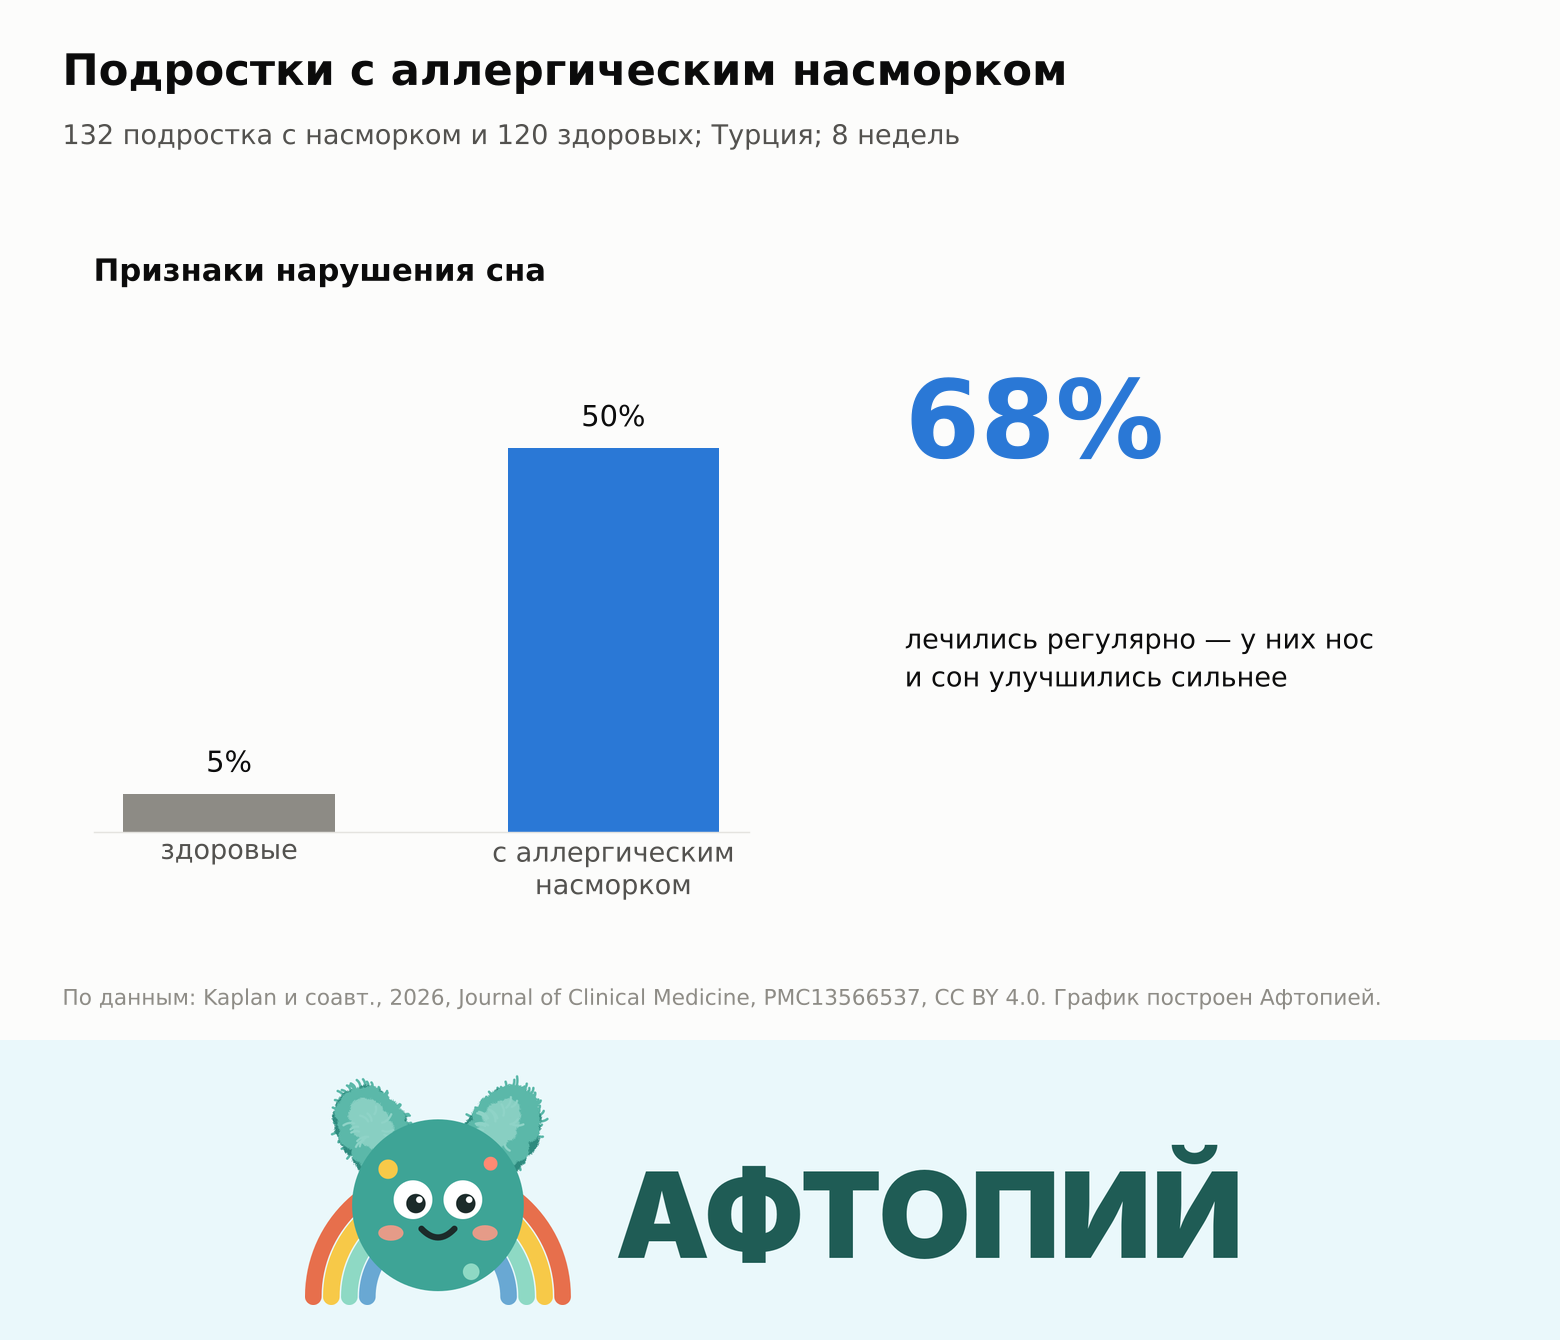 Подростки с аллергическим насморком
132 подростка с насморком и 120 здоровых; Турция; 8 недель
Признаки нарушения сна
50%
5%
здоровые
с аллергическим
насморком
68%
лечились регулярно — у них нос
и сон улучшились сильнее
По данным: Kaplan и соавт., 2026, Journal of Clinical Medicine, PMC13566537, CC BY 4.0. График построен Афтопией.
АФТОПИЙ